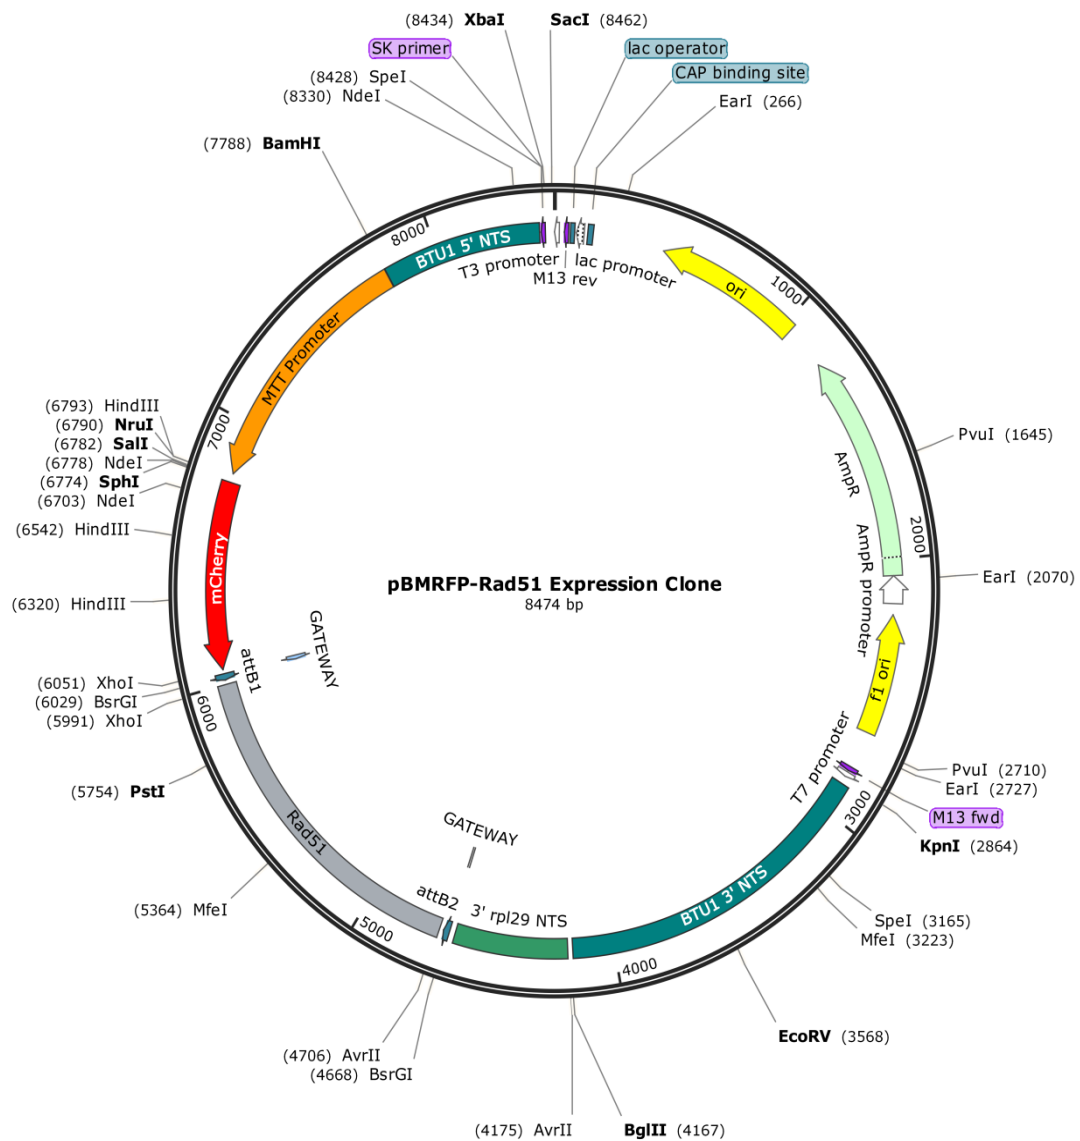 (8434) XbaI
SacI (8462)
SK primer
lac operator
(8428) SpeI
CAP binding site
(8330) NdeI
EarI (266)
(7788) BamHI
8000
BTU1 5' NTS
T3 promoter
M13 rev
lac promoter
ori
1000
MTT Promoter
AmpR
PvuI (1645)
(6793) HindIII
(6790) NruI
(6782) SalI
(6778) NdeI
(6774) SphI
(6703) NdeI
7000
(6542) HindIII
2000
mCherry
AmpR promoter
EarI (2070)
pBMRFP-Rad51 Expression Clone
8474 bp
(6320) HindIII
GATEWAY
attB1
f1 ori
(6051) XhoI
(6029) BsrGI
(5991) XhoI
6000
T7 promoter
PvuI (2710)
EarI (2727)
(5754) PstI
3000
M13 fwd
KpnI (2864)
Rad51
GATEWAY
BTU1 3' NTS
attB2
3' rpl29 NTS
(5364) MfeI
SpeI (3165)
MfeI (3223)
5000
4000
EcoRV (3568)
(4706) AvrII
(4668) BsrGI
(4175) AvrII
BglII (4167)